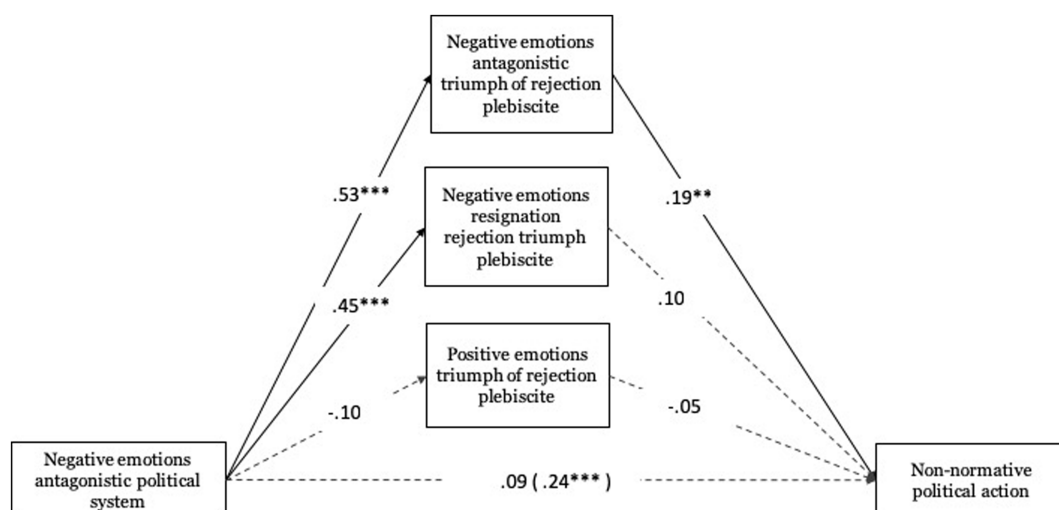 Negative emotions
antagonistic
triumph of rejection
plebiscite
.53***
.19**
Negative emotions
resignation
rejection triumph
plebiscite
.45***
.10
Positive emotions
triumph of rejection
plebiscite
-.10
-.05
Negative emotions
antagonistic political
system
.09 ( .24*** )
Non-normative
political action